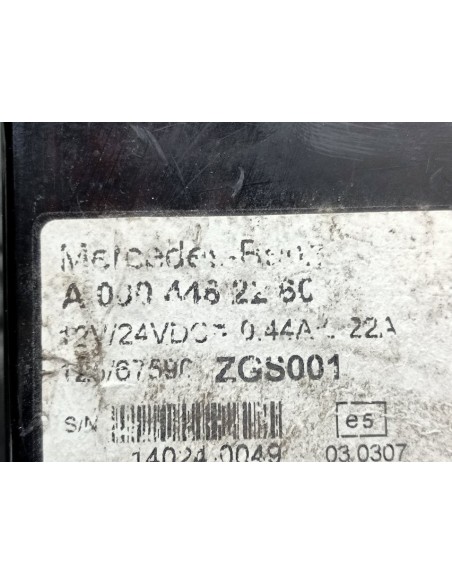 Mercedes-Benz
A 000 446 22 60
12V/24VDC= 0.44A 22A
ZGS001
S/N e5
14024.0049 03.0307